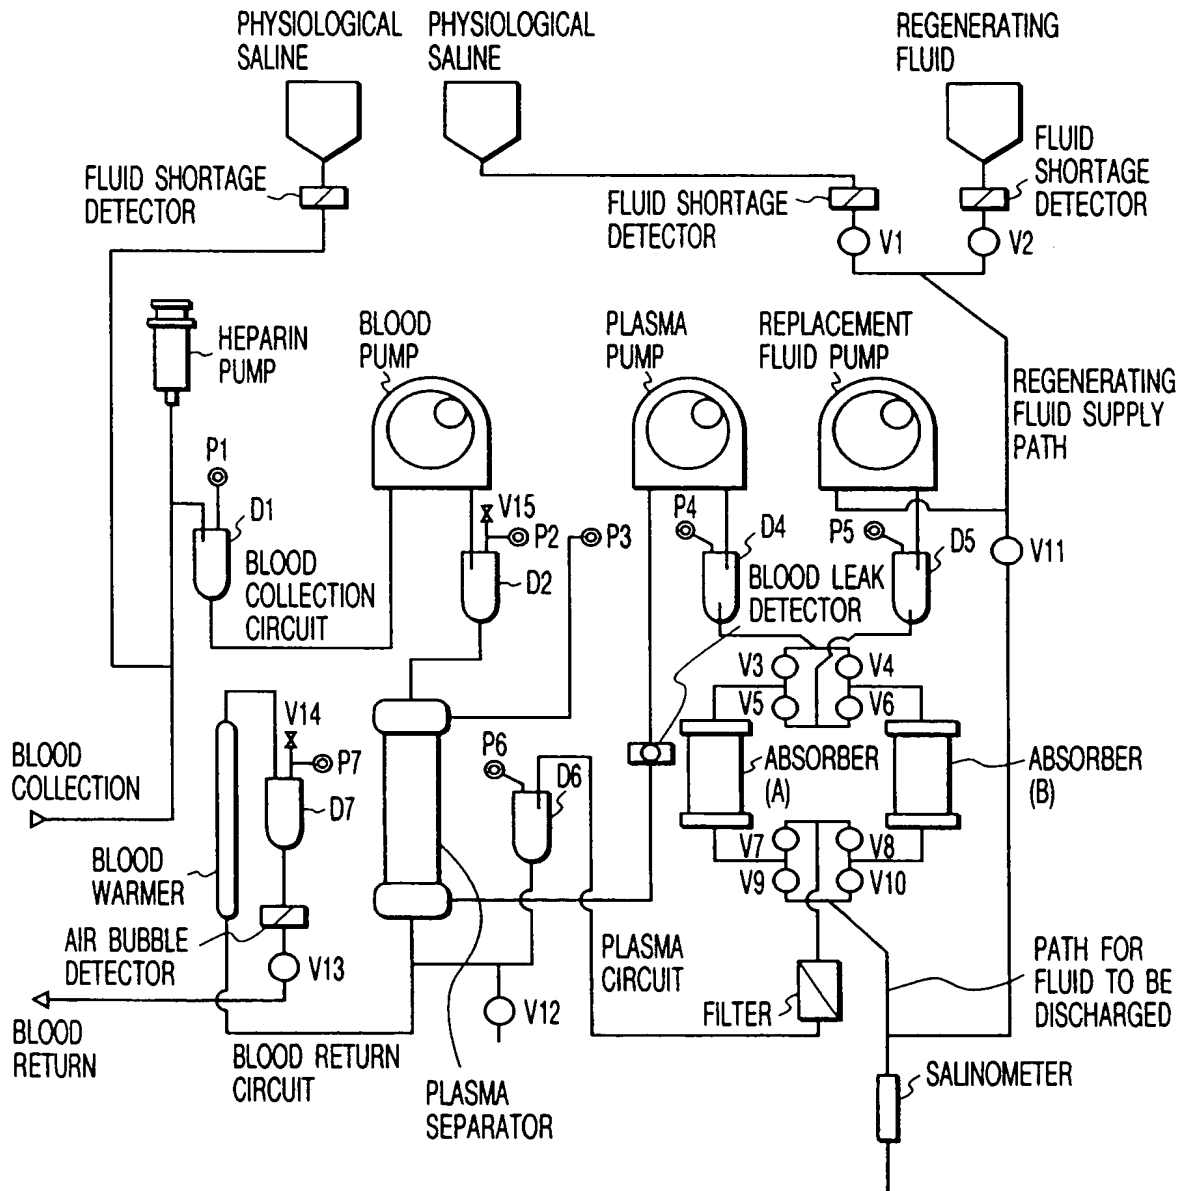 PHYSIOLOGICAL
SALINE
PHYSIOLOGICAL
SALINE
REGENERATING
FLUID
FLUID SHORTAGE
DETECTOR
FLUID SHORTAGE
DETECTOR
FLUID
SHORTAGE
DETECTOR
V1
V2
HEPARIN
PUMP
BLOOD
PUMP
PLASMA
PUMP
REPLACEMENT
FLUID PUMP
REGENERATING
FLUID SUPPLY
PATH
P1
D1
V15
P2
P3
D2
P4
D4
P5
D5
V11
BLOOD
COLLECTION
CIRCUIT
BLOOD LEAK
DETECTOR
V3
V4
V5
V6
V14
P7
D7
P6
D6
ABSORBER
(A)
ABSORBER
(B)
BLOOD
COLLECTION
V7
V8
V9
V10
BLOOD
WARMER
AIR BUBBLE
DETECTOR
V13
V12
PLASMA
CIRCUIT
FILTER
PATH FOR
FLUID TO BE
DISCHARGED
BLOOD
RETURN
BLOOD RETURN
CIRCUIT
PLASMA
SEPARATOR
SALINOMETER